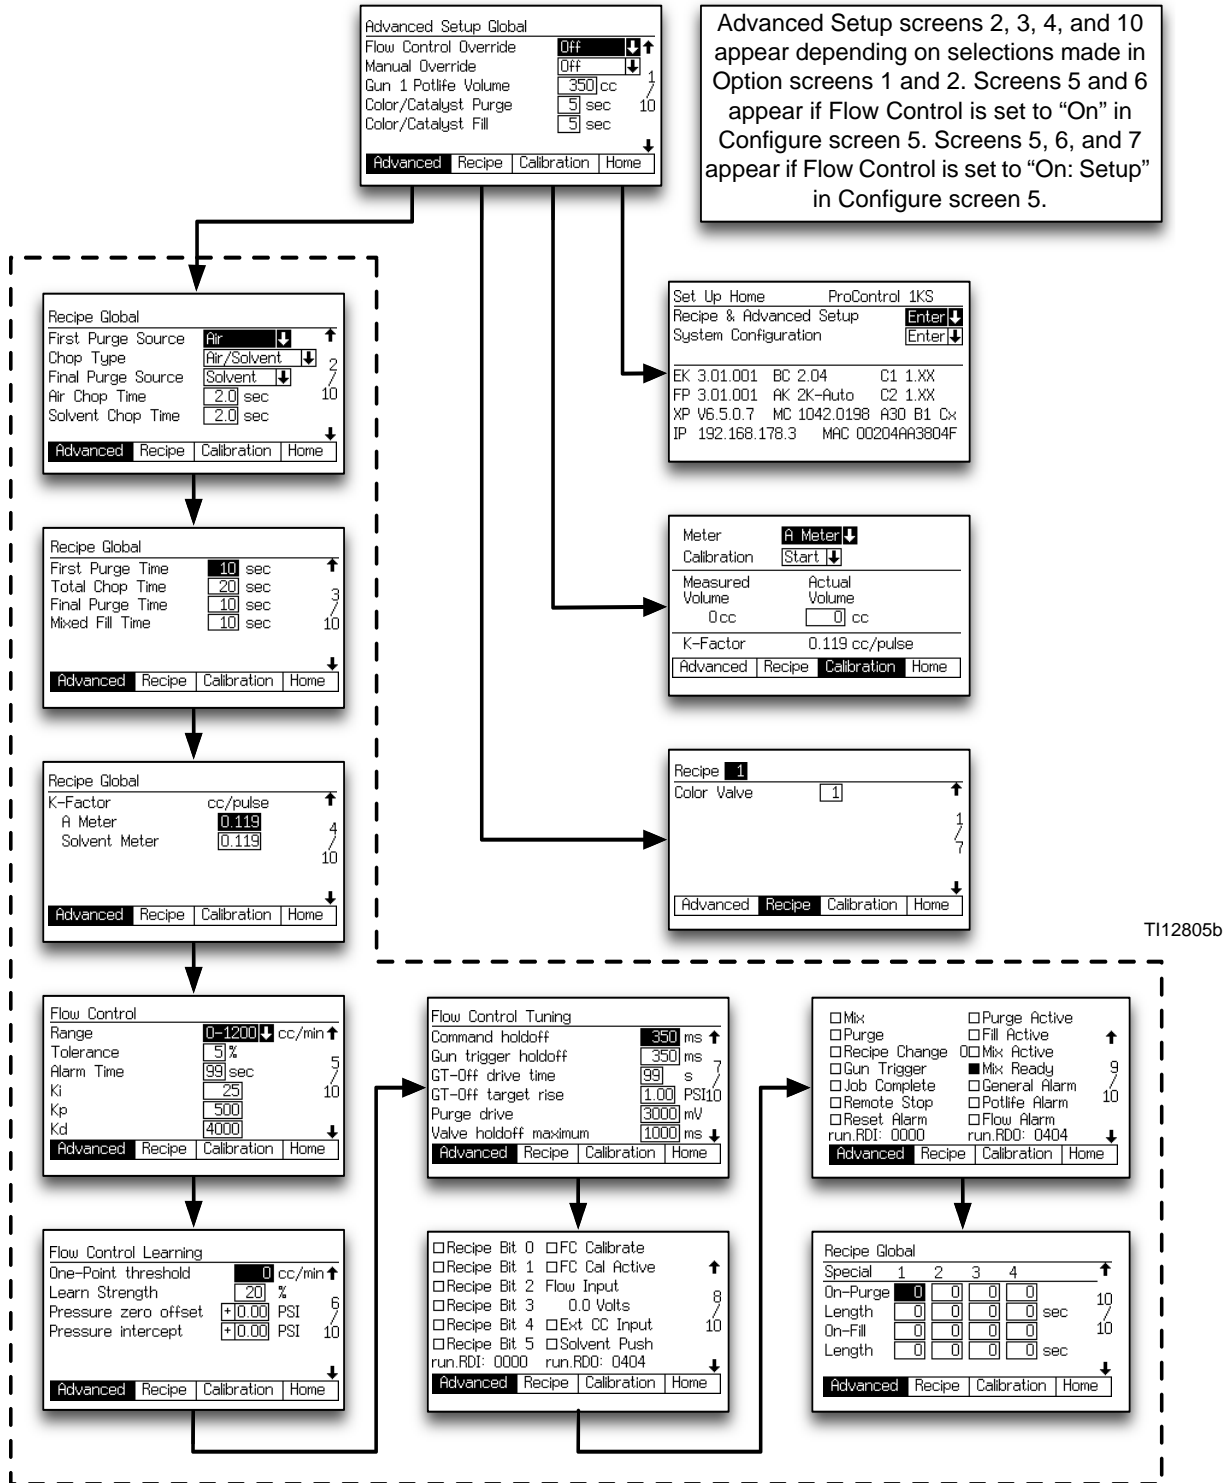 Advanced Setup Global
Flow Control Override Off
Manual Override Off
Gun 1 Potlife Volume 350 cc
Color/Catalyst Purge 5 sec
Color/Catalyst Fill 5 sec
1
/
10
Advanced Recipe Calibration Home
Advanced Setup screens 2, 3, 4, and 10
appear depending on selections made in
Option screens 1 and 2. Screens 5 and 6
appear if Flow Control is set to “On” in
Configure screen 5. Screens 5, 6, and 7
appear if Flow Control is set to “On: Setup”
in Configure screen 5.
Recipe Global
First Purge Source Air
Chop Type Air/Solvent
Final Purge Source Solvent
Air Chop Time 2.0 sec
Solvent Chop Time 2.0 sec
2
/
10
Advanced Recipe Calibration Home
Set Up Home ProControl 1KS
Recipe & Advanced Setup Enter
System Configuration Enter
EK 3.01.001 BC 2.04 C1 1.XX
FP 3.01.001 AK 2K-Auto C2 1.XX
XP V6.5.0.7 MC 1042.0198 A30 B1 Cx
IP 192.168.178.3 MAC 00204AA3804F
Recipe Global
First Purge Time 10 sec
Total Chop Time 20 sec
Final Purge Time 10 sec
Mixed Fill Time 10 sec
3
/
10
Advanced Recipe Calibration Home
Meter A Meter
Calibration Start
Measured Actual
Volume Volume
0 cc 0 cc
K-Factor 0.119 cc/pulse
Advanced Recipe Calibration Home
Recipe Global
K-Factor cc/pulse
A Meter 0.119
Solvent Meter 0.119
4
/
10
Advanced Recipe Calibration Home
Recipe 1
Color Valve 1
1
/
7
Advanced Recipe Calibration Home
TI12805b
Flow Control
Range 0-1200 cc/min
Tolerance 5 %
Alarm Time 99 sec
Ki 25
Kp 500
Kd 4000
5
/
10
Advanced Recipe Calibration Home
Flow Control Tuning
Command holdoff 350 ms
Gun trigger holdoff 350 ms
GT-Off drive time 99 s
GT-Off target rise 1.00 PSI
Purge drive 3000 mV
Valve holdoff maximum 1000 ms
7
/
10
Advanced Recipe Calibration Home
Mix Purge Active
Purge Fill Active
Recipe Change 0 Mix Active
Gun Trigger Mix Ready
Job Complete General Alarm
Remote Stop Potlife Alarm
Reset Alarm Flow Alarm
run.RDI: 0000 run.RDO: 0404
9
/
10
Advanced Recipe Calibration Home
Flow Control Learning
One-Point threshold 0 cc/min
Learn Strength 20 %
Pressure zero offset + 0.00 PSI
Pressure intercept + 0.00 PSI
6
/
10
Advanced Recipe Calibration Home
Recipe Bit 0 FC Calibrate
Recipe Bit 1 FC Cal Active
Recipe Bit 2 Flow Input
Recipe Bit 3 0.0 Volts
Recipe Bit 4 Ext CC Input
Recipe Bit 5 Solvent Push
run.RDI: 0000 run.RDO: 0404
8
/
10
Advanced Recipe Calibration Home
Recipe Global
Special 1 2 3 4
On-Purge 0 0 0 0
Length 0 0 0 0 sec
On-Fill 0 0 0 0
Length 0 0 0 0 sec
10
/
10
Advanced Recipe Calibration Home